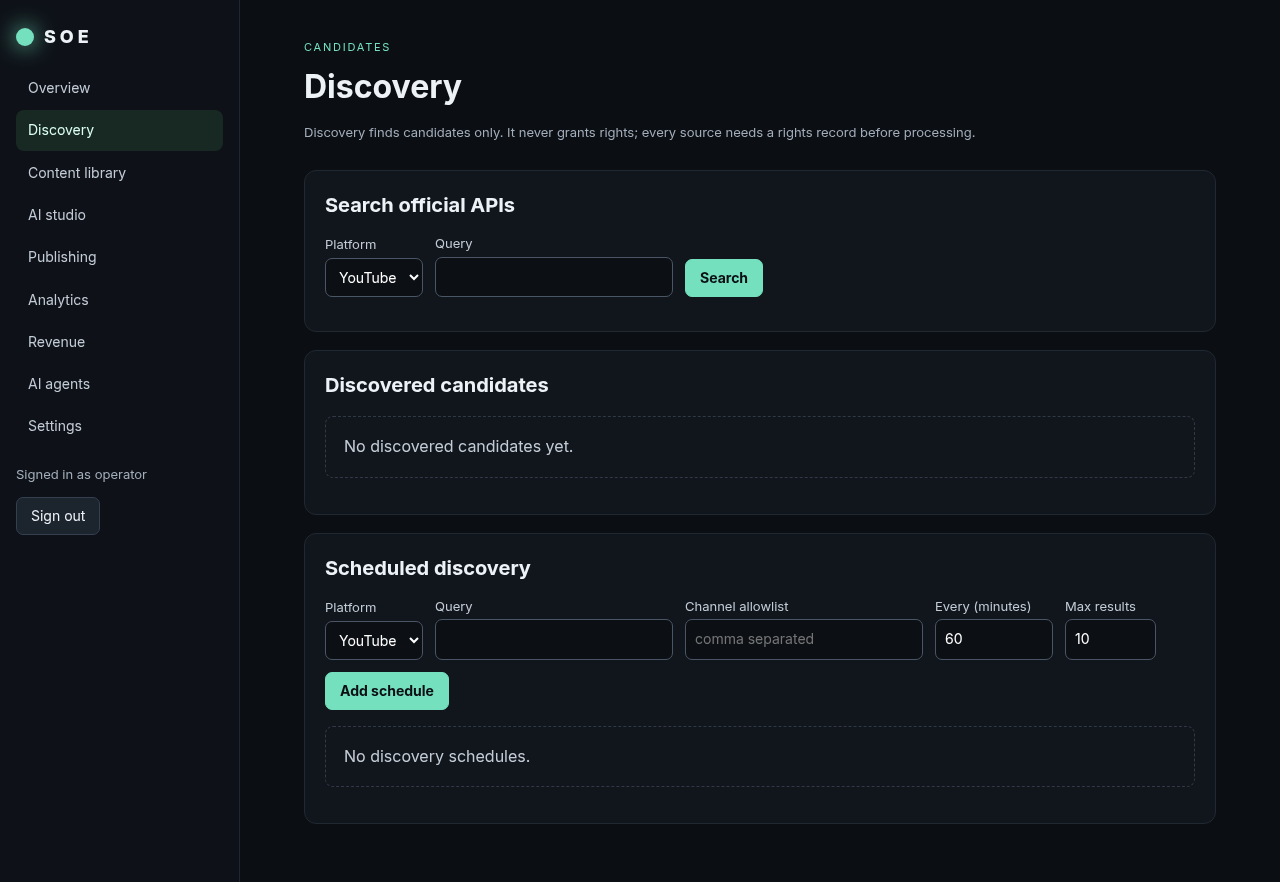 SOE
Overview
Discovery
Content library
AI studio
Publishing
Analytics
Revenue
AI agents
Settings
Signed in as operator
Sign out
CANDIDATES
Discovery
Discovery finds candidates only. It never grants rights; every source needs a rights record before processing.
Search official APIs
Platform Query
YouTube Search
Discovered candidates
No discovered candidates yet.
Scheduled discovery
Platform Query Channel allowlist Every (minutes) Max results
YouTube comma separated 60 10
Add schedule
No discovery schedules.